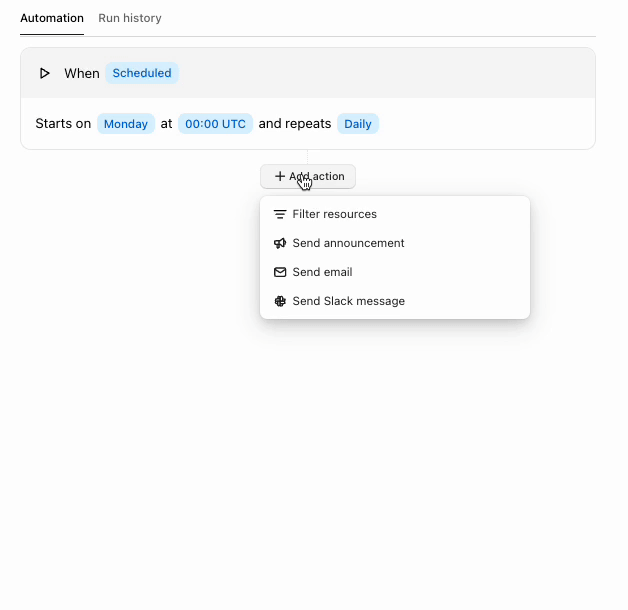 Automation Run history
When Scheduled
Starts on Monday at 00:00 UTC and repeats Daily
Add action
Filter resources
Send announcement
Send email
Send Slack message